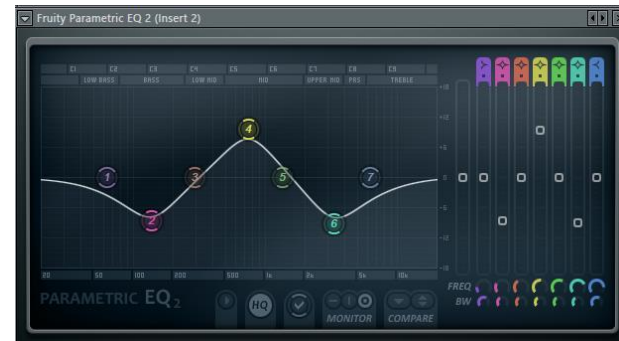 Fruity Parametric EQ 2 (Insert 2)
C1 C2 C3 C4 C5 C6 C7 C8 C9
LOW BASS BASS LOW MID MID UPPER MID PRS TREBLE
4
1 3 5 7
2 6
20 50 100 200 500 1k 2k 5k 10k
FREQ
BW
PARAMETRIC EQ 2
HQ
MONITOR COMPARE